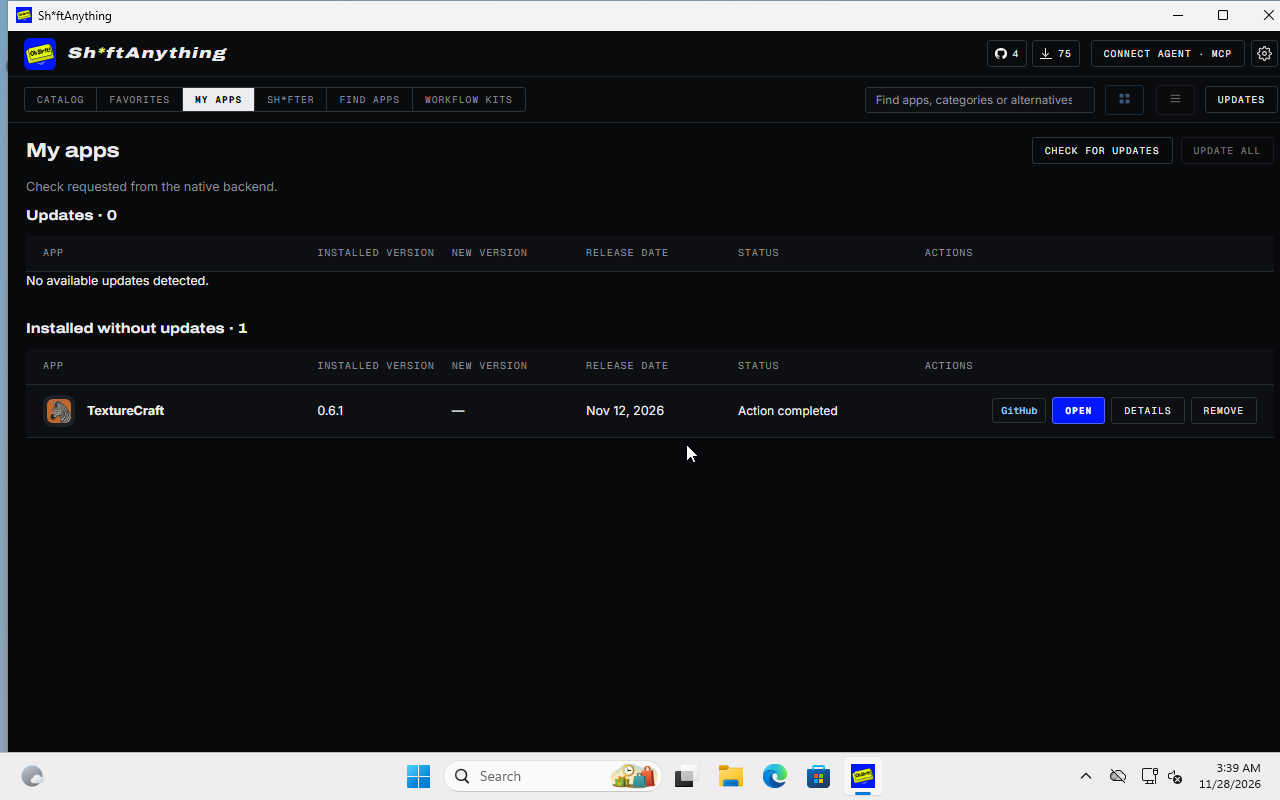 Sh*ftAnything
Oh Sh*ft!
Sh*ftAnything
4
75
CONNECT AGENT · MCP
CATALOG
FAVORITES
MY APPS
SH*FTER
FIND APPS
WORKFLOW KITS
Find apps, categories or alternatives
UPDATES
My apps
CHECK FOR UPDATES
UPDATE ALL
Check requested from the native backend.
Updates · 0
APP INSTALLED VERSION NEW VERSION RELEASE DATE STATUS ACTIONS
No available updates detected.
Installed without updates · 1
APP INSTALLED VERSION NEW VERSION RELEASE DATE STATUS ACTIONS
TextureCraft 0.6.1 — Nov 12, 2026 Action completed GitHub OPEN DETAILS REMOVE
Search
3:39 AM
11/28/2026